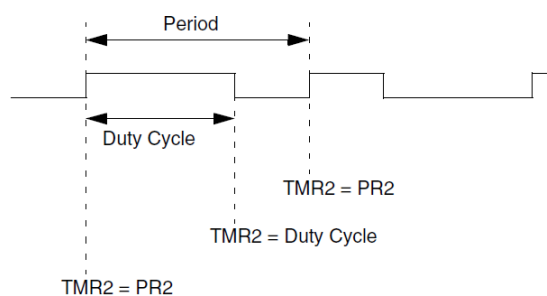 Period
Duty Cycle
TMR2 = PR2
TMR2 = Duty Cycle
TMR2 = PR2